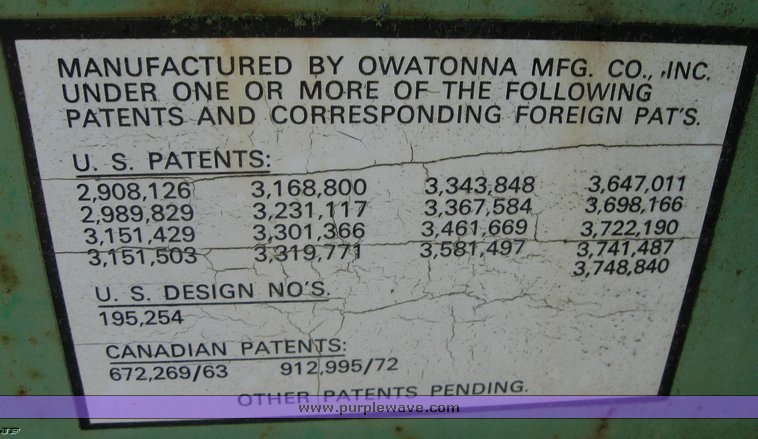 MANUFACTURED BY OWATONNA MFG. CO., INC.
UNDER ONE OR MORE OF THE FOLLOWING
PATENTS AND CORRESPONDING FOREIGN PAT'S.
U. S. PATENTS:
2,908,126 3,168,800 3,343,848 3,647,011
2,989,829 3,231,117 3,367,584 3,698,166
3,151,429 3,301,366 3,461,669 3,722,190
3,151,503 3,319,771 3,581,497 3,741,487
3,748,840
U. S. DESIGN NO'S.
195,254
CANADIAN PATENTS:
672,269/63 912,995/72
OTHER PATENTS PENDING.
www.purplewave.com